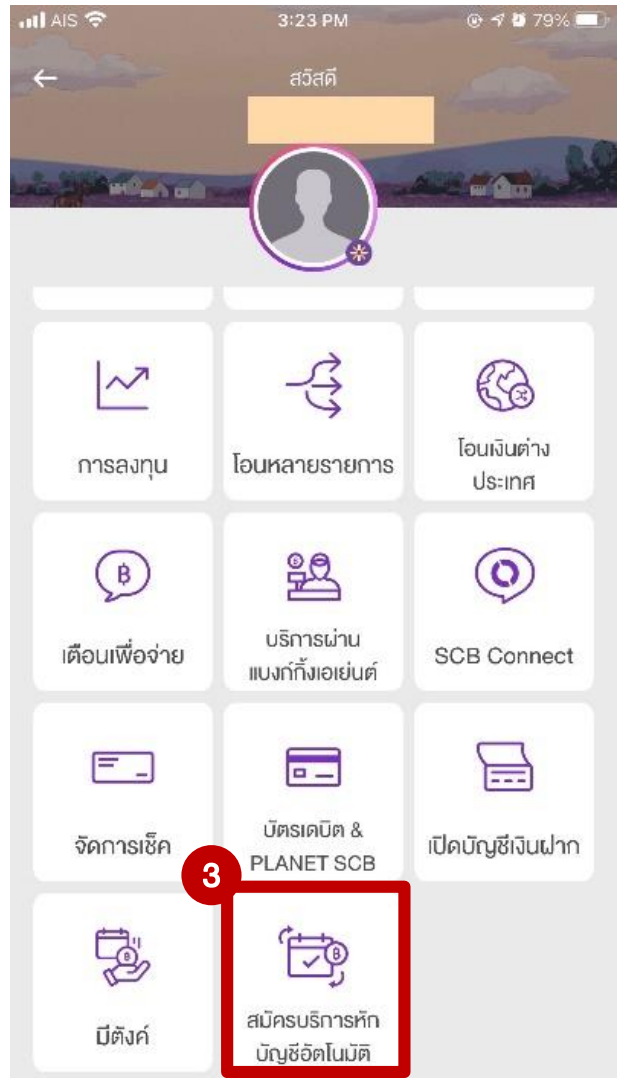 AIS 3:23 PM 79%
สวัสดี
การลงทุน
โอนหลายรายการ
โอนเงินต่าง
ประเทศ
เตือนเพื่อจ่าย
บริการผ่าน
แบงก์กิ้งเอเย่นต์
SCB Connect
จัดการเช็ค
บัตรเดบิต &
PLANET SCB
เปิดบัญชีเงินฝาก
3
มีตังค์
สมัครบริการหัก
บัญชีอัตโนมัติ